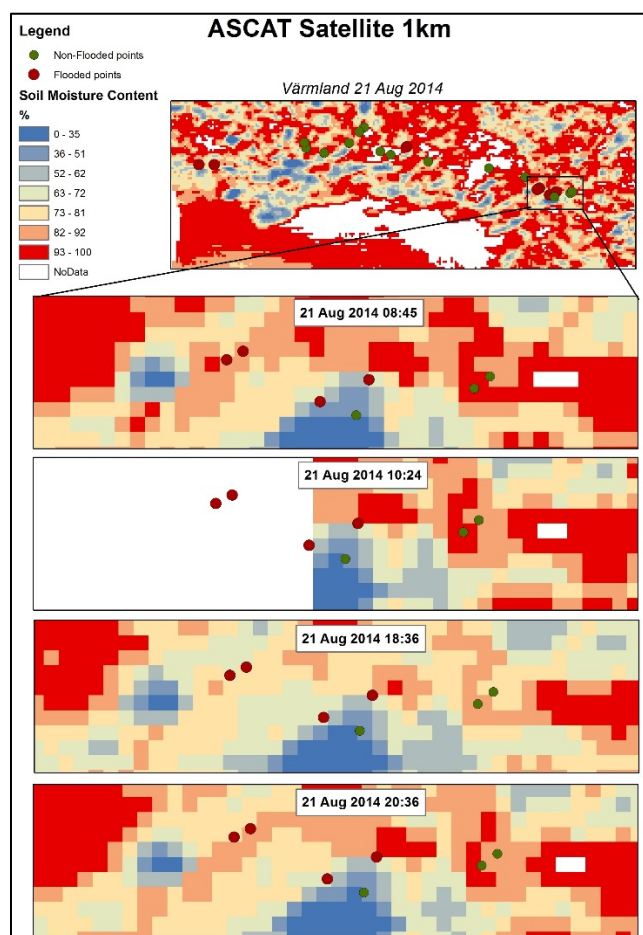 ASCAT Satellite 1km
Legend
Non-Flooded points
Flooded points
Soil Moisture Content
%
0 - 35
36 - 51
52 - 62
63 - 72
73 - 81
82 - 92
93 - 100
NoData
Värmland 21 Aug 2014
21 Aug 2014 08:45
21 Aug 2014 10:24
21 Aug 2014 18:36
21 Aug 2014 20:36